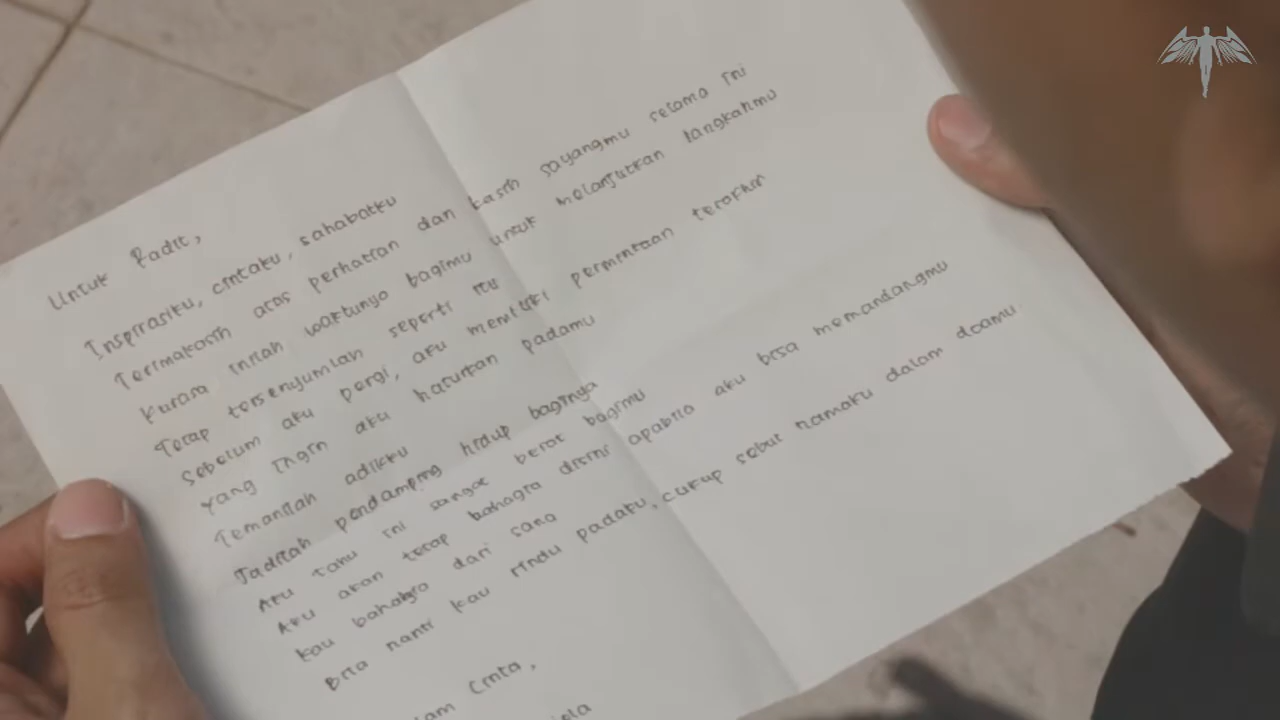 Untuk Radit,
Inspirasiku, cintaku, sahabatku
Terimakasih atas perhatian dan kasih sayangmu selama ini
Kurasa inilah waktunya bagimu untuk melanjutkan langkahmu
Tetap tersenyumlah seperti itu
Sebelum aku pergi, aku memiliki permintaan terakhir
yang ingin aku haturkan padamu
Temanilah adikku
Jadilah pendamping hidup baginya
Aku tahu ini sangat berat bagimu
Aku akan tetap bahagia disini apabila aku bisa memandangmu
kau bahagia dari sana
Bila nanti kau rindu padaku, cukup sebut namaku dalam doamu
Cinta,